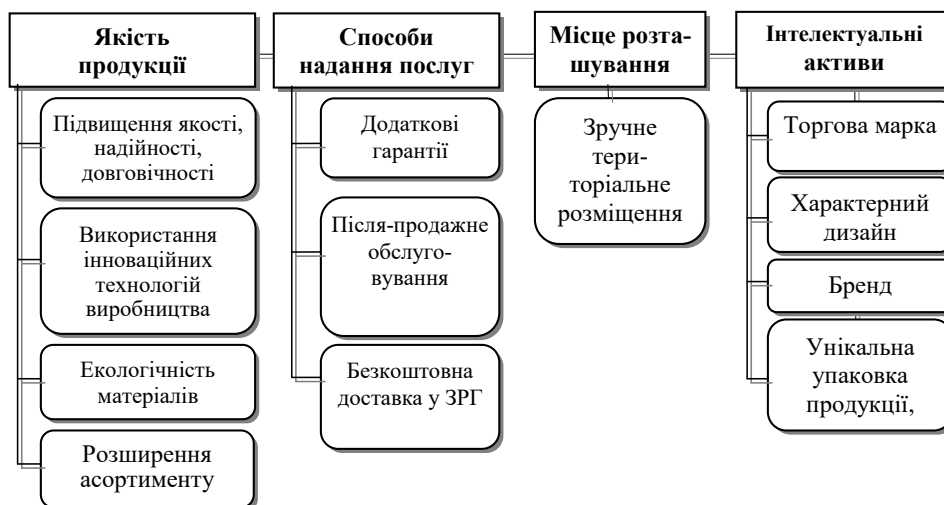 Якість
продукції
Підвищення якості,
надійності,
довговічності
Використання
інноваційних
технологій
виробництва
Екологічність
матеріалів
Розширення
асортименту
Способи
надання послуг
Додаткові
гарантії
Після-продажне
обслуго-
вування
Безкоштовна
доставка у ЗРГ
Місце розта-
шування
Зручне
тери-
торіальне
розміщення
Інтелектуальні
активи
Торгова марка
Характерний
дизайн
Бренд
Унікальна
упаковка
продукції,